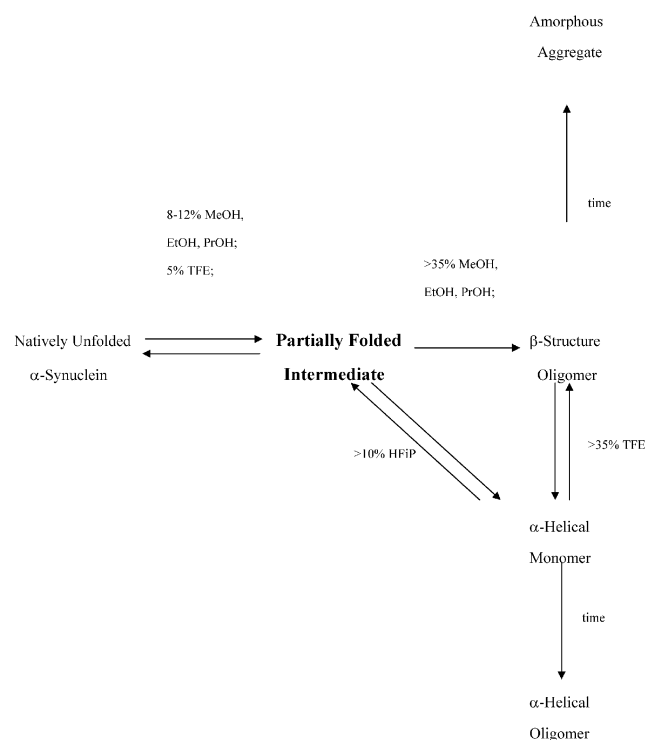 Amorphous
Aggregate
time
8-12% MeOH,
EtOH, PrOH;
5% TFE;
>35% MeOH,
EtOH, PrOH;
Natively Unfolded
α-Synuclein
Partially Folded
Intermediate
β-Structure
Oligomer
>10% HFiP
>35% TFE
α-Helical
Monomer
time
α-Helical
Oligomer